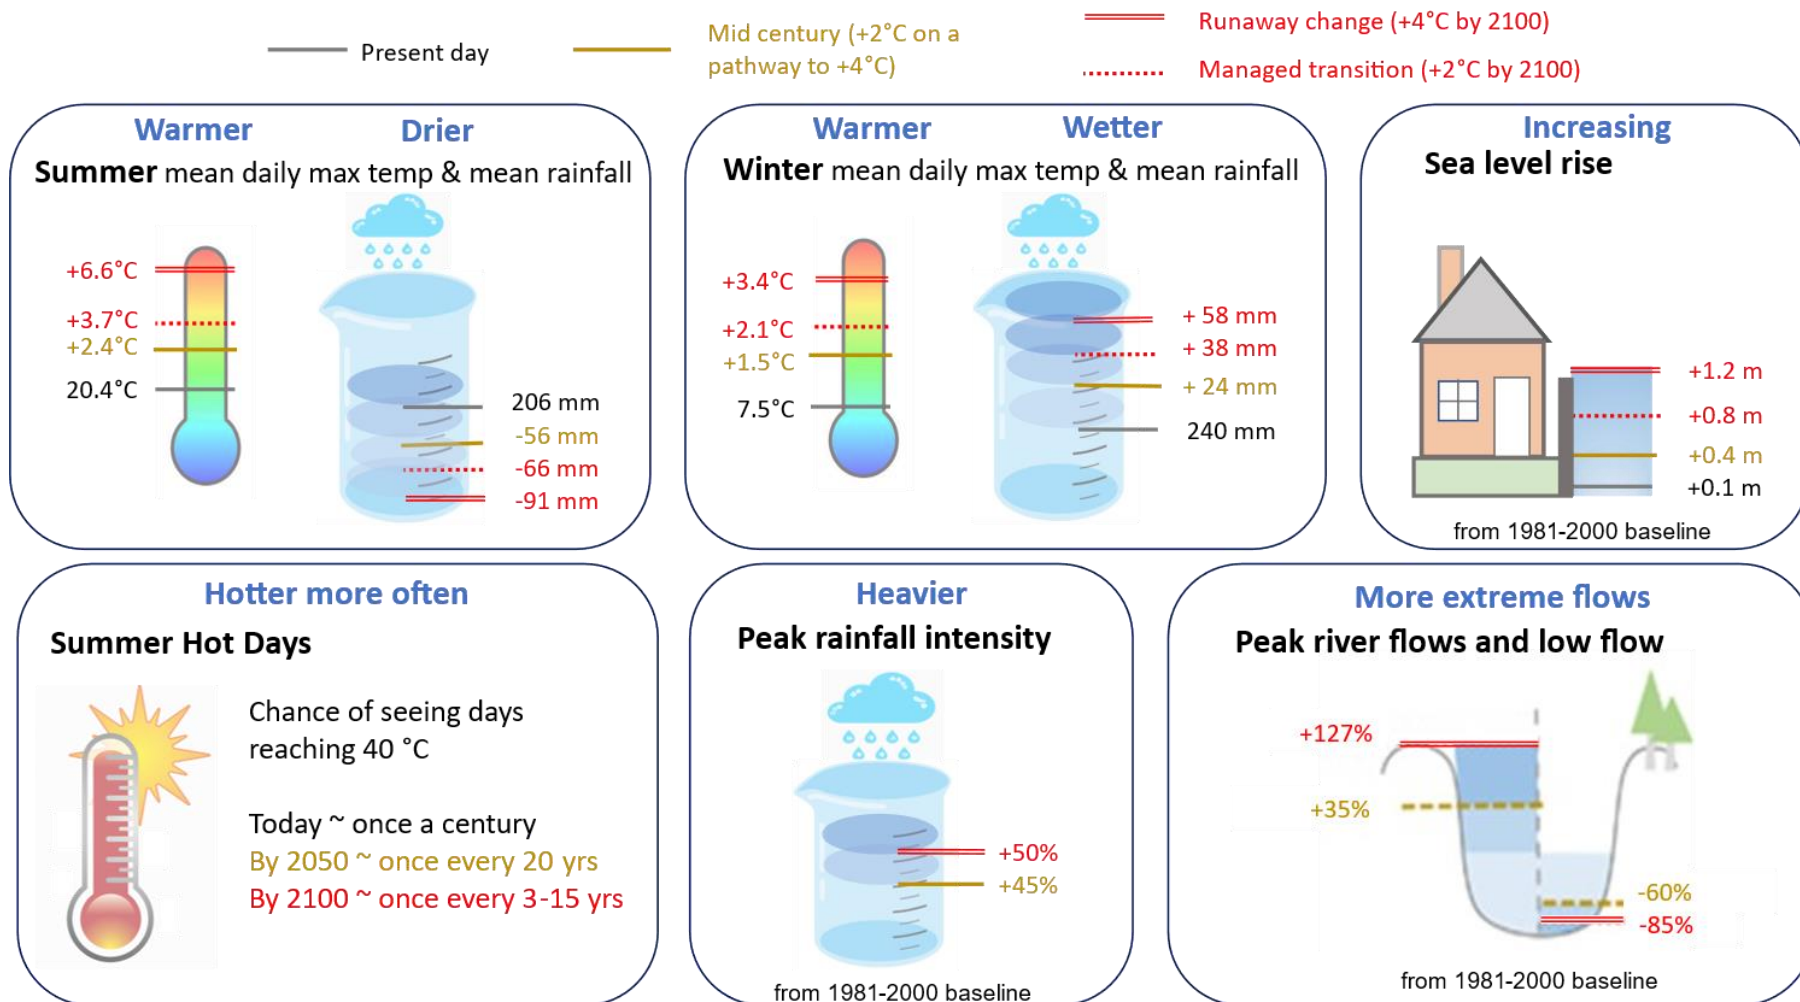 Present day
Mid century (+2°C on a
pathway to +4°C)
Runaway change (+4°C by 2100)
Managed transition (+2°C by 2100)
Warmer
Drier
Summer mean daily max temp & mean rainfall
+6.6°C
+3.7°C
+2.4°C
20.4°C
206 mm
-56 mm
-66 mm
-91 mm
Warmer
Wetter
Winter mean daily max temp & mean rainfall
+3.4°C
+2.1°C
+1.5°C
7.5°C
+ 58 mm
+ 38 mm
+ 24 mm
240 mm
Increasing
Sea level rise
+1.2 m
+0.8 m
+0.4 m
+0.1 m
from 1981-2000 baseline
Hotter more often
Summer Hot Days
Chance of seeing days
reaching 40 °C
Today ~ once a century
By 2050 ~ once every 20 yrs
By 2100 ~ once every 3-15 yrs
Heavier
Peak rainfall intensity
+50%
+45%
from 1981-2000 baseline
More extreme flows
Peak river flows and low flow
+127%
+35%
-60%
-85%
from 1981-2000 baseline